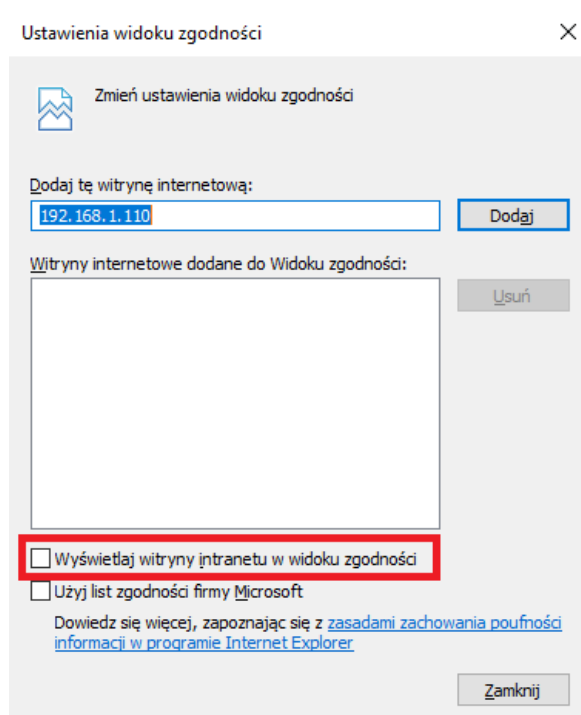 Ustawienia widoku zgodności
Zmień ustawienia widoku zgodności
Dodaj tę witrynę internetową:
192.168.1.110
Dodaj
Witryny internetowe dodane do Widoku zgodności:
Usuń
Wyświetlaj witryny intranetu w widoku zgodności
Użyj list zgodności firmy Microsoft
Dowiedz się więcej, zapoznając się z zasadami zachowania poufności
informacji w programie Internet Explorer
Zamknij